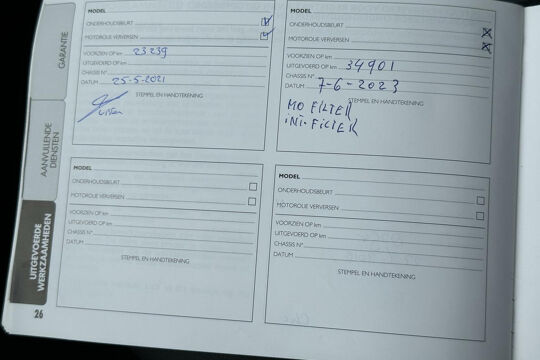 GARANTIE
AANVULLENDE
DIENSTEN
UITGEVOERDE
WERKZAAMHEDEN
26
MODEL
ONDERHOUDSBEURT
MOTOROLIE VERVERSEN
VOORZIEN OP km 23239
UITGEVOERD OP km
CHASSIS N°
DATUM 25-5-2021
STEMPEL EN HANDTEKENING
MODEL
ONDERHOUDSBEURT
MOTOROLIE VERVERSEN
VOORZIEN OP km
UITGEVOERD OP km 34901
CHASSIS N°
DATUM 7-6-2023
STEMPEL EN HANDTEKENING
MO FILTER
INT. FILTER
MODEL
ONDERHOUDSBEURT
MOTOROLIE VERVERSEN
VOORZIEN OP km
UITGEVOERD OP km
CHASSIS N°
DATUM
STEMPEL EN HANDTEKENING
MODEL
ONDERHOUDSBEURT
MOTOROLIE VERVERSEN
VOORZIEN OP km
UITGEVOERD OP km
CHASSIS N°
DATUM
STEMPEL EN HANDTEKENING